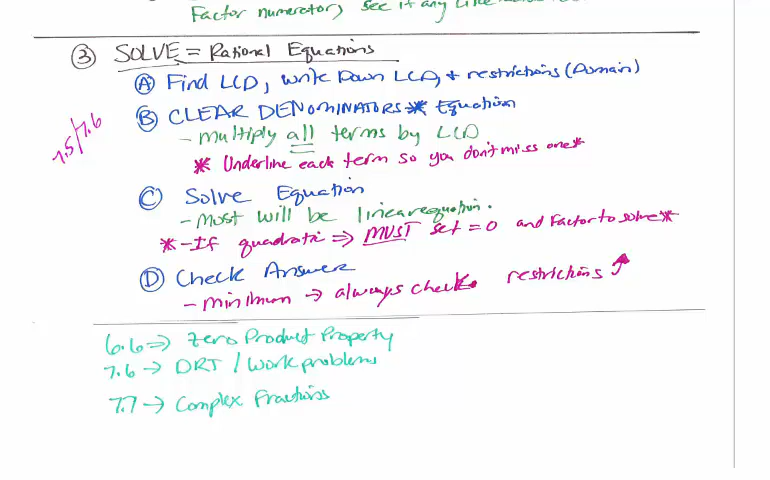 Factor numerator, see if any like
③ SOLVE = Rational Equations
Ⓐ Find LCD, write down LCD, + restrictions (Domain)
7.5/7.6
Ⓑ CLEAR DENOMINATORS * Equation
- multiply all terms by LCD
* Underline each term so you don't miss one *
Ⓒ Solve Equation
- Most will be linear equation.
* - If quadratic ⇒ MUST set = 0 and factor to solve *
Ⓓ Check Answer
- minimum → always check restrictions ↑
6.6 ⇒ Zero Product Property
7.6 → DRT / Work problems
7.7 → Complex Fractions